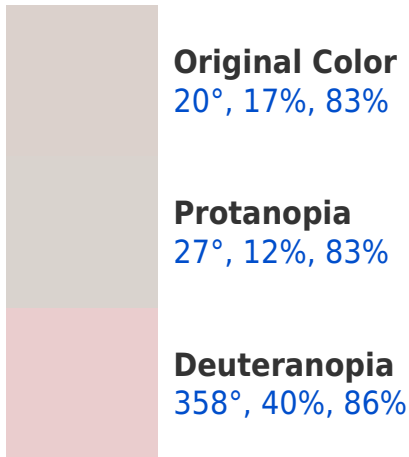 Original Color
20°, 17%, 83%
Protanopia
27°, 12%, 83%
Deuteranopia
358°, 40%, 86%